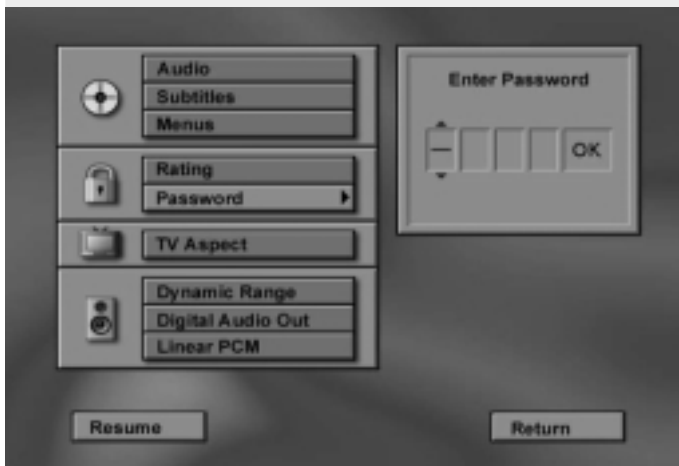 Audio
Subtitles
Menus
Rating
Password
TV Aspect
Dynamic Range
Digital Audio Out
Linear PCM
Enter Password
OK
Resume
Return